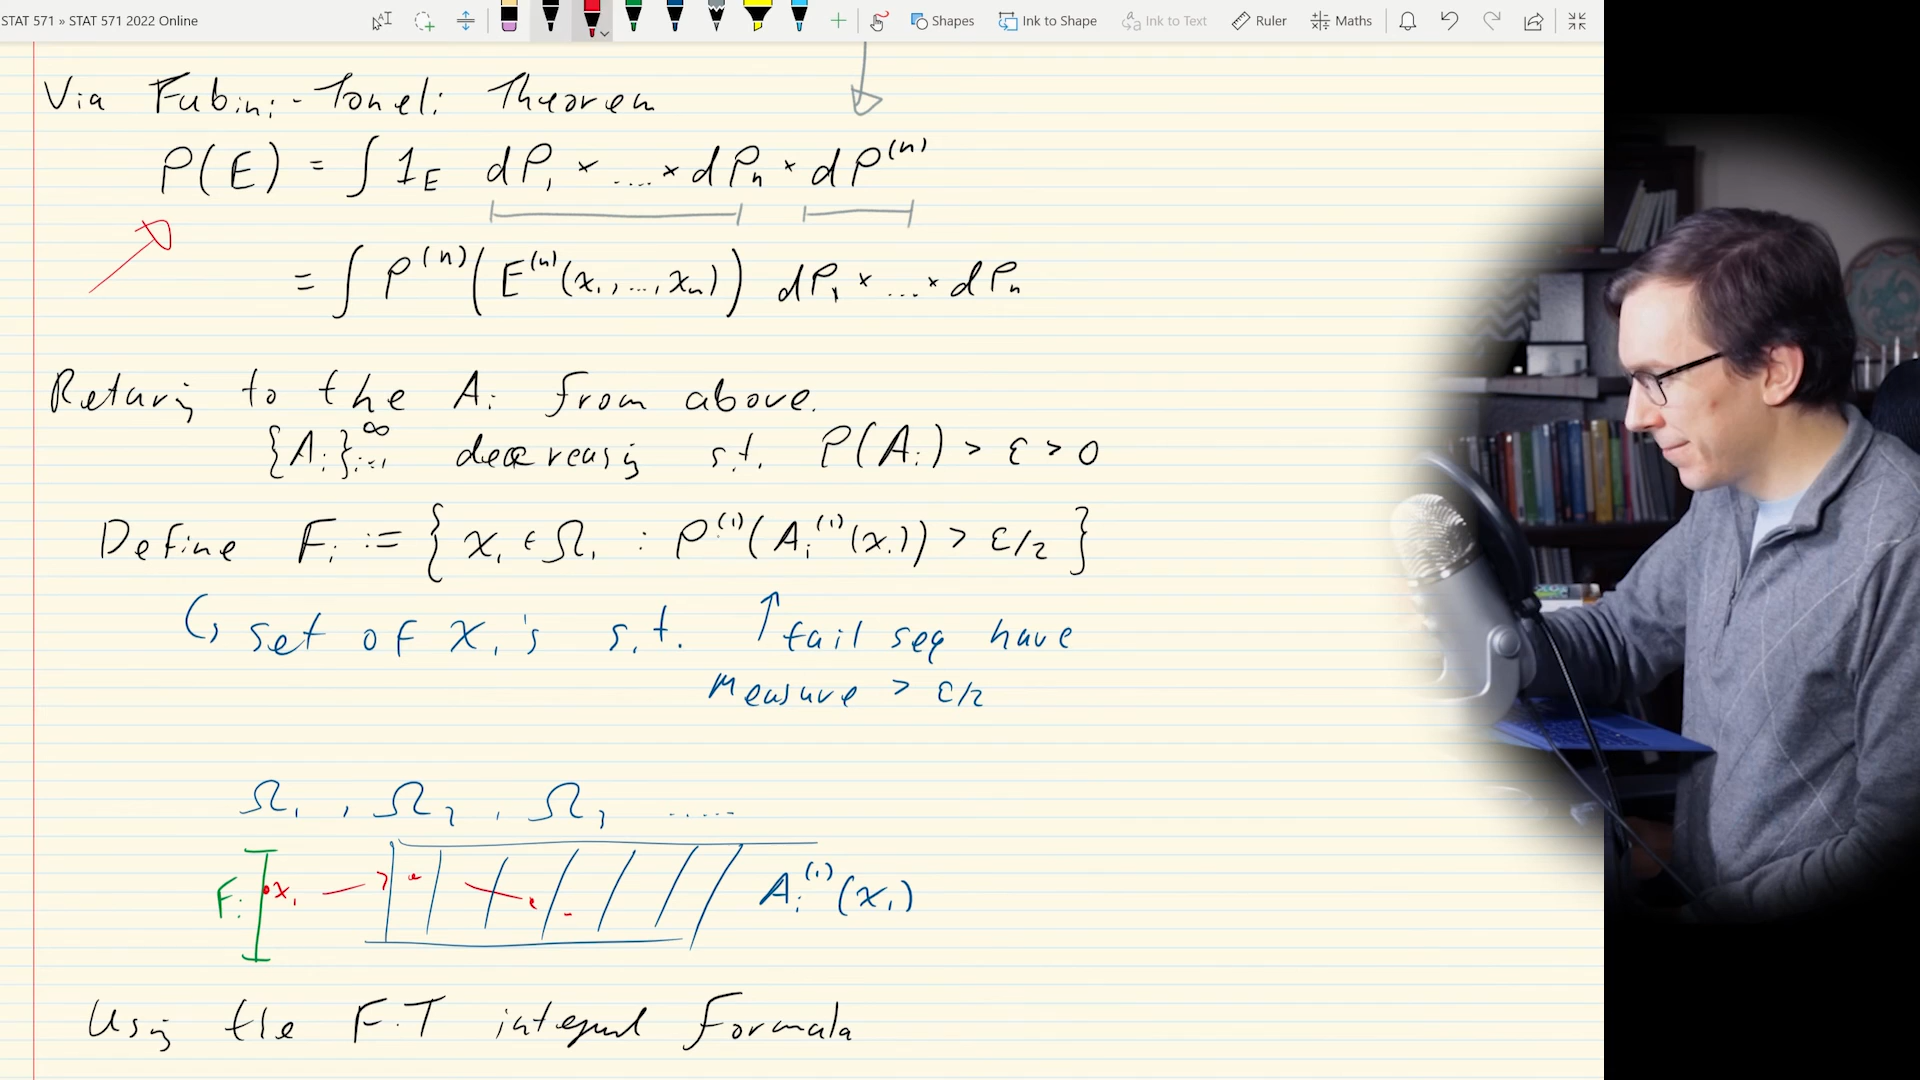 STAT 571 » STAT 571 2022 Online
Shapes Ink to Shape Ink to Text Ruler Maths
Via Fubini-Toneli Theorem
P(E) = ∫ 1_E dP₁ × .... × dPₙ × dP⁽ⁿ⁾
= ∫ P⁽ⁿ⁾( E⁽ⁿ⁾(x₁,...,xₙ) ) dP₁ × ... × dPₙ
Returing to the Aᵢ from above.
{Aᵢ}ᵢ₌₁^∞ decreasing s.t. P(Aᵢ) > ε > 0
Define Fᵢ := { x₁ ∈ Ω₁ : P⁽¹⁾(Aᵢ⁽¹⁾(x₁)) > ε/2 }
↳ set of x₁'s s.t. ↑ tail seq have
measure > ε/2
Ω₁ , Ω₂ , Ω₃ .....
Fᵢ x₁ Aᵢ⁽¹⁾(x₁)
Using the F.T integral formala